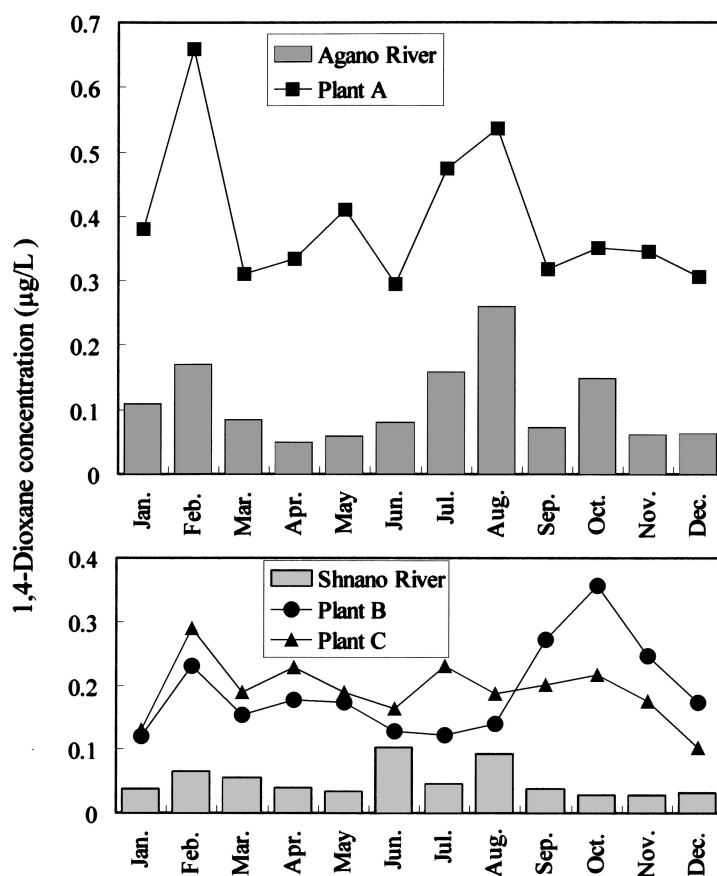 1,4-Dioxane concentration (µg/L )
0.7
0.6
0.5
0.4
0.3
0.2
0.1
0
Agano River
Plant A
Jan.
Feb.
Mar.
Apr.
May
Jun.
Jul.
Aug.
Sep.
Oct.
Nov.
Dec.
0.4
0.3
0.2
0.1
0
Shnano River
Plant B
Plant C
Jan.
Feb.
Mar.
Apr.
May
Jun.
Jul.
Aug.
Sep.
Oct.
Nov.
Dec.